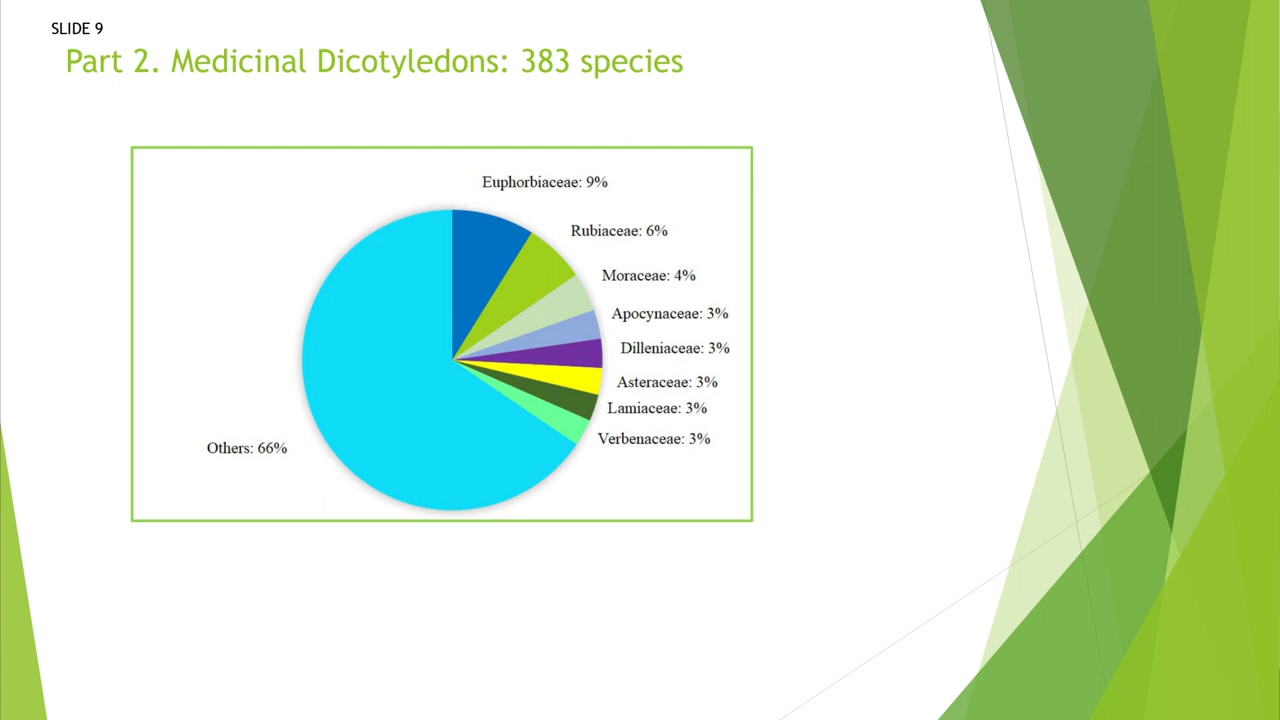 SLIDE 9
Part 2. Medicinal Dicotyledons: 383 species
Euphorbiaceae: 9%
Rubiaceae: 6%
Moraceae: 4%
Apocynaceae: 3%
Dilleniaceae: 3%
Asteraceae: 3%
Lamiaceae: 3%
Verbenaceae: 3%
Others: 66%